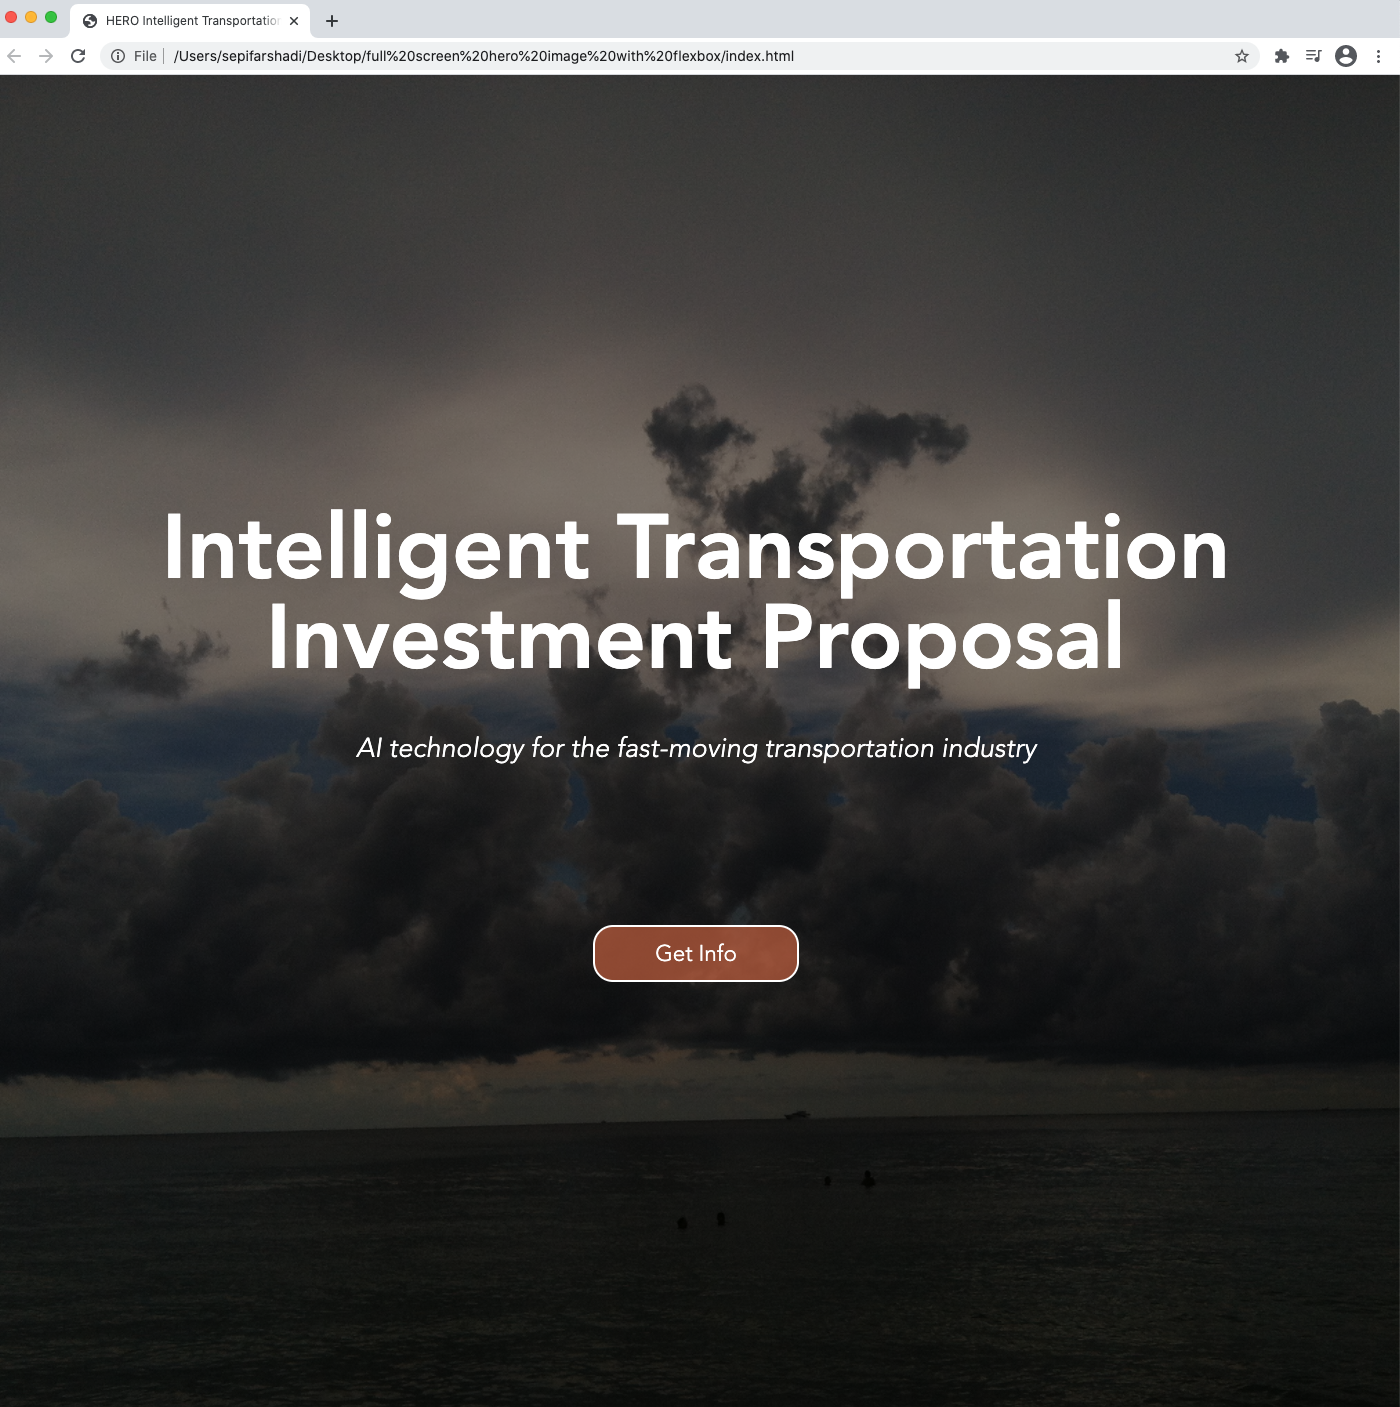 HERO Intelligent Transportation
File
/Users/sepifarshadi/Desktop/full%20screen%20hero%20image%20with%20flexbox/index.html
Intelligent Transportation
Investment Proposal
AI technology for the fast-moving transportation industry
Get Info